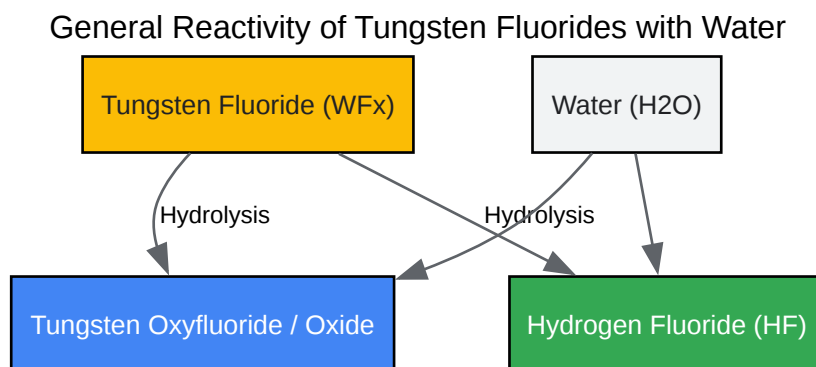 General Reactivity of Tungsten Fluorides with Water
Tungsten Fluoride (WFx)
Water (H2O)
Hydrolysis
Hydrolysis
Tungsten Oxyfluoride / Oxide
Hydrogen Fluoride (HF)